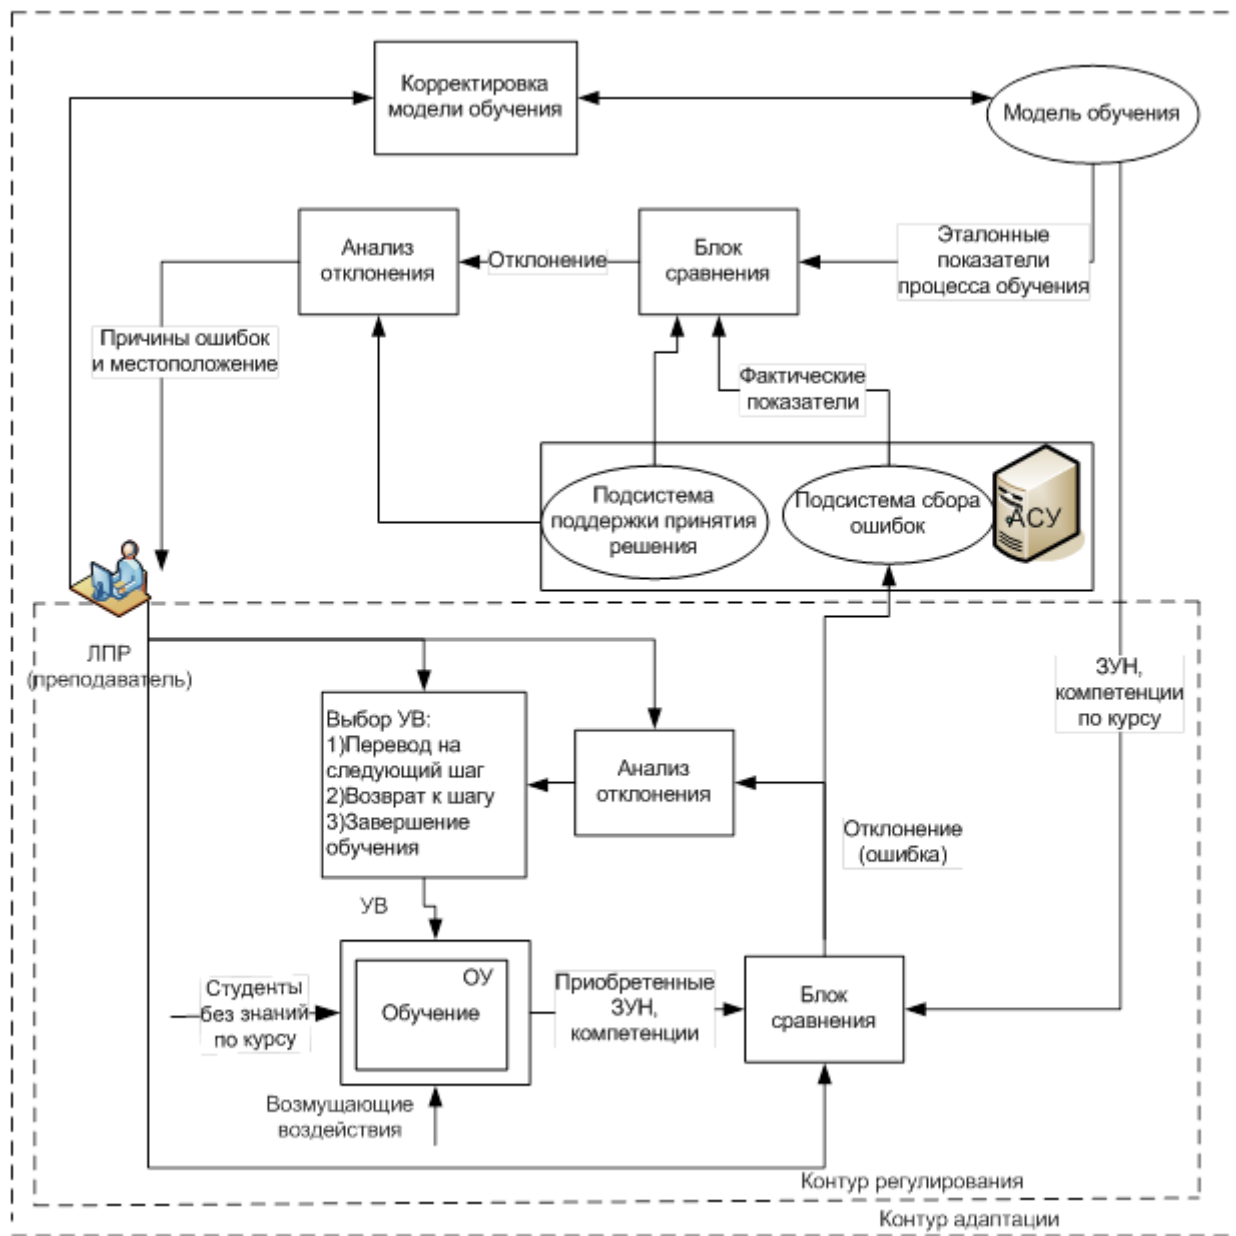 Корректировка
модели обучения
Модель обучения
Анализ
отклонения
Отклонение
Блок
сравнения
Эталонные
показатели
процесса обучения
Причины ошибок
и местоположение
Фактические
показатели
Подсистема
поддержки принятия
решения
Подсистема сбора
ошибок
АСУ
ЛПР
(преподаватель)
ЗУН,
компетенции
по курсу
Выбор УВ:
1)Перевод на
следующий шаг
2)Возврат к шагу
3)Завершение
обучения
Анализ
отклонения
Отклонение
(ошибка)
УВ
Студенты
без знаний
по курсу
ОУ
Обучение
Приобретенные
ЗУН,
компетенции
Блок
сравнения
Возмущающие
воздействия
Контур регулирования
Контур адаптации